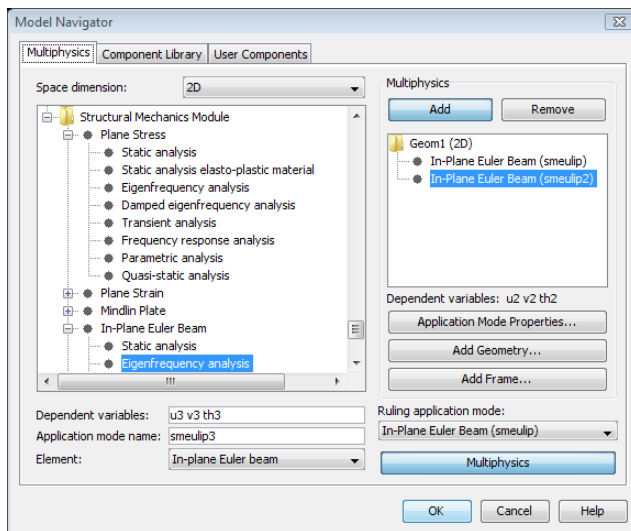 Model Navigator
Multiphysics Component Library User Components
Space dimension: 2D
Structural Mechanics Module
Plane Stress
Static analysis
Static analysis elasto-plastic material
Eigenfrequency analysis
Damped eigenfrequency analysis
Transient analysis
Frequency response analysis
Parametric analysis
Quasi-static analysis
Plane Strain
Mindlin Plate
In-Plane Euler Beam
Static analysis
Eigenfrequency analysis
Dependent variables: u3 v3 th3
Application mode name: smeulip3
Element: In-plane Euler beam
Multiphysics
Add Remove
Geom1 (2D)
In-Plane Euler Beam (smeulip)
In-Plane Euler Beam (smeulip2)
Dependent variables: u2 v2 th2
Application Mode Properties...
Add Geometry...
Add Frame...
Ruling application mode:
In-Plane Euler Beam (smeulip)
Multiphysics
OK Cancel Help